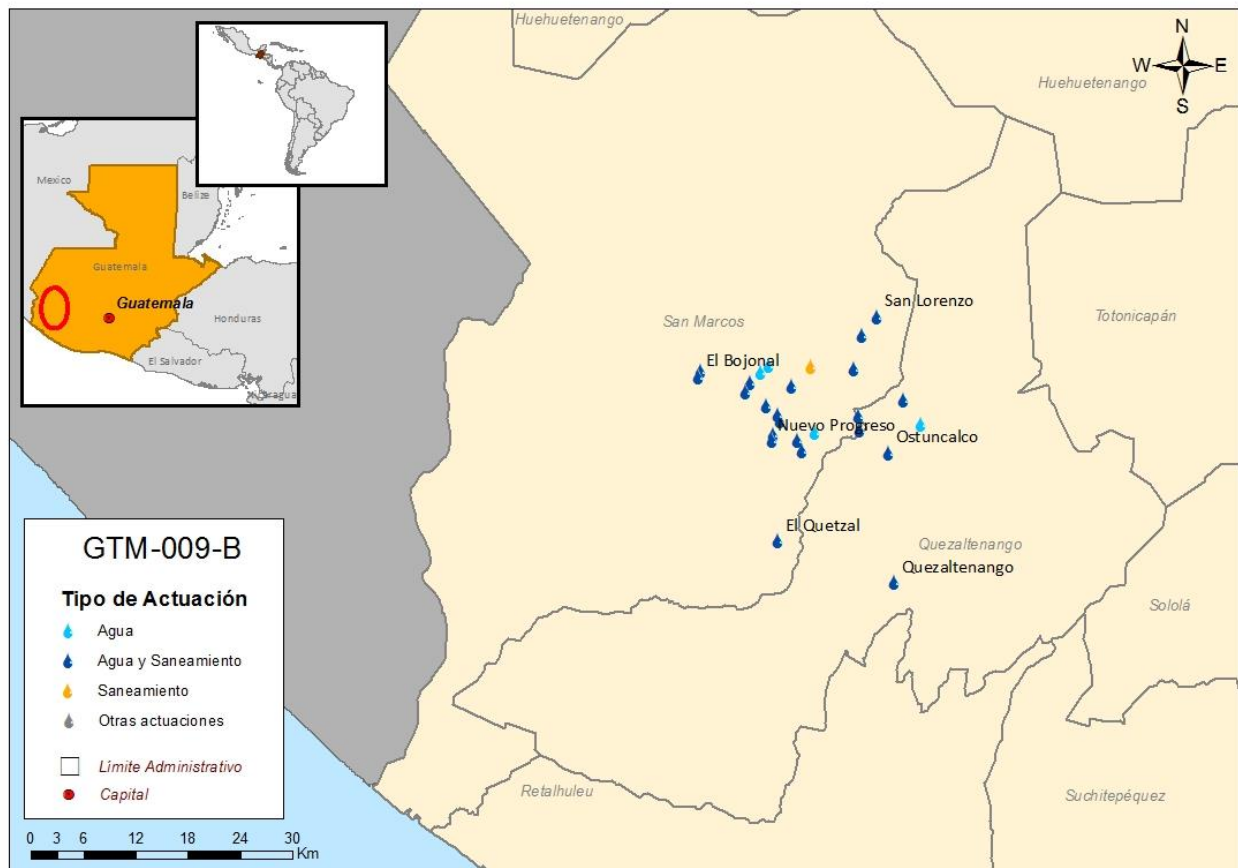 Huehuetenango
Huehuetenango
N
W
E
S
Mexico
Belize
Guatemala
Guatemala
Honduras
El Salvador
San Lorenzo
San Marcos
Totonicapán
El Bojonal
Nuevo Progreso
Ostuncalco
El Quetzal
Quezaltenango
Quezaltenango
Sololá
Retalhuleu
Suchitepéquez
GTM-009-B
Tipo de Actuación
Agua
Agua y Saneamiento
Saneamiento
Otras actuaciones
Límite Administrativo
Capital
0 3 6 12 18 24 30
Km